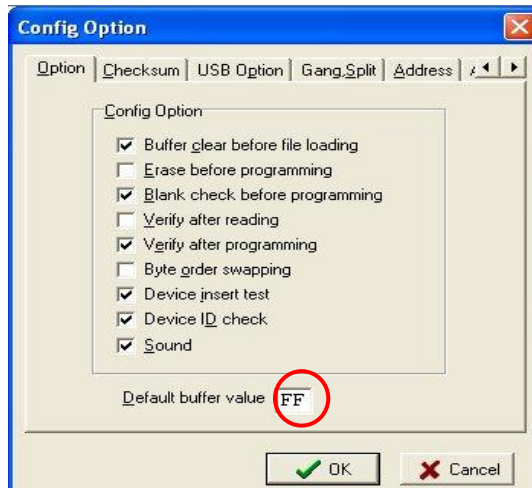 Config Option
Option Checksum USB Option Gang,Split Address
Config Option
Buffer clear before file loading
Erase before programming
Blank check before programming
Verify after reading
Verify after programming
Byte order swapping
Device insert test
Device ID check
Sound
Default buffer value FF
OK Cancel